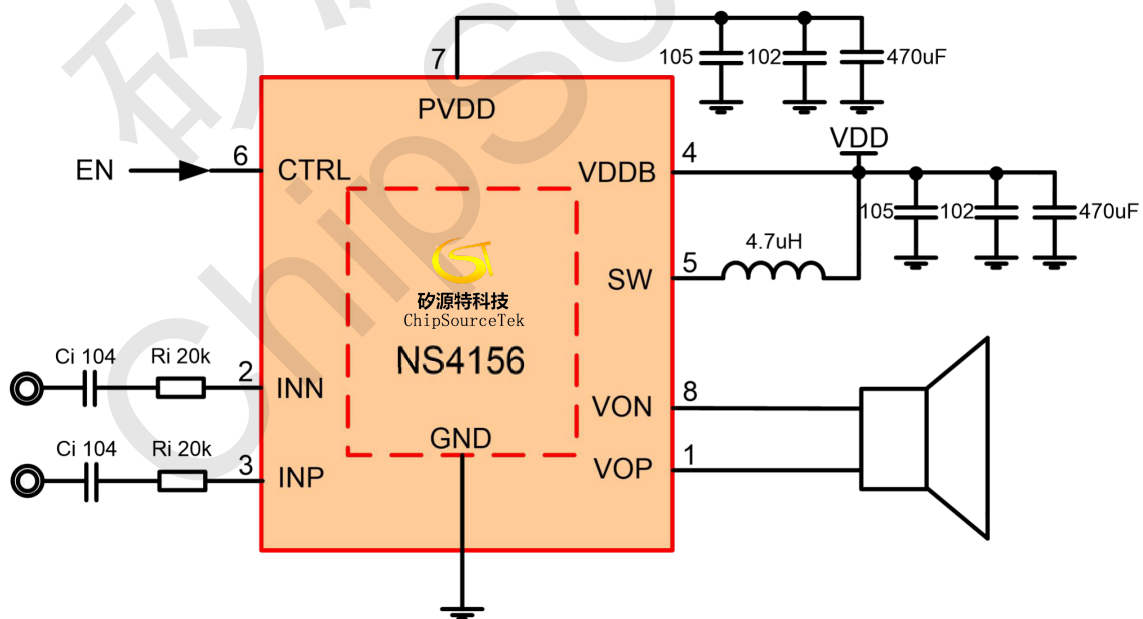 7
105
102
470uF
PVDD
VDD
EN
6
CTRL
VDDB
4
105
102
470uF
4.7uH
SW
5
矽源特科技
ChipSourceTek
NS4156
Ci 104
Ri 20k
2
INN
VON
8
GND
Ci 104
Ri 20k
3
INP
VOP
1